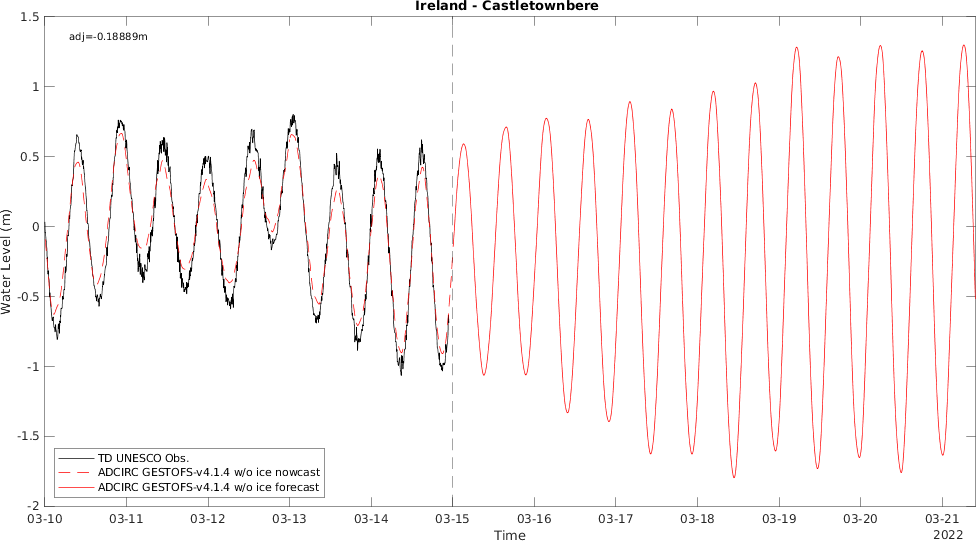 Ireland - Castletownbere
adj=-0.18889m
1.5
1
0.5
0
-0.5
-1
-1.5
-2
Water Level (m)
TD UNESCO Obs.
ADCIRC GESTOFS-v4.1.4 w/o ice nowcast
ADCIRC GESTOFS-v4.1.4 w/o ice forecast
03-10 03-11 03-12 03-13 03-14 03-15 03-16 03-17 03-18 03-19 03-20 03-21
2022
Time